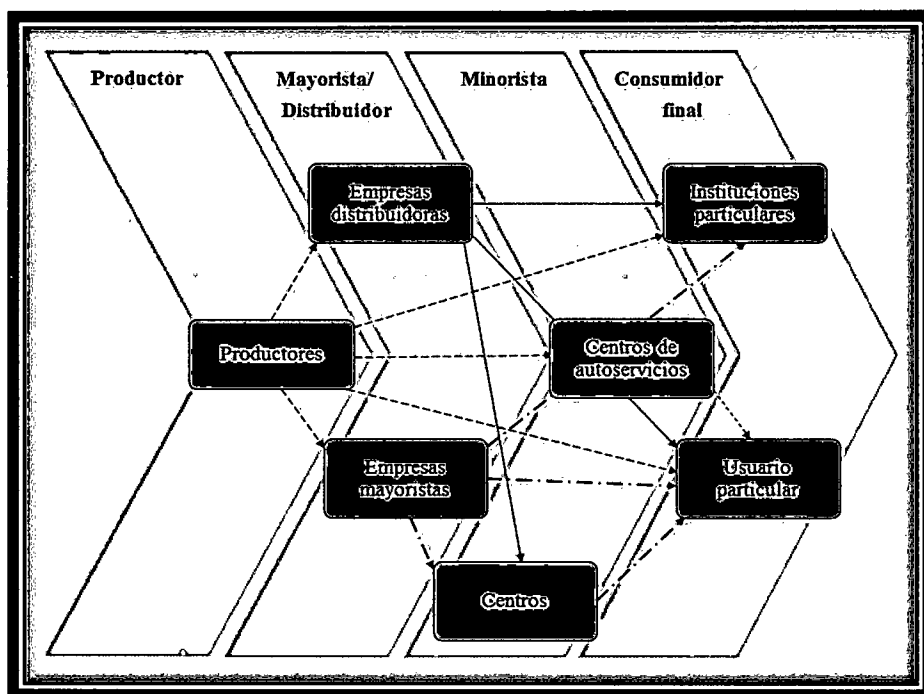 Productor
Mayorista/
Distribuidor
Minorista
Consumidor
final
Empresas
distribuidoras
Instituciones
particulares
Productores
Centros de
autoservicios
Empresas
mayoristas
Usuario
particular
Centros